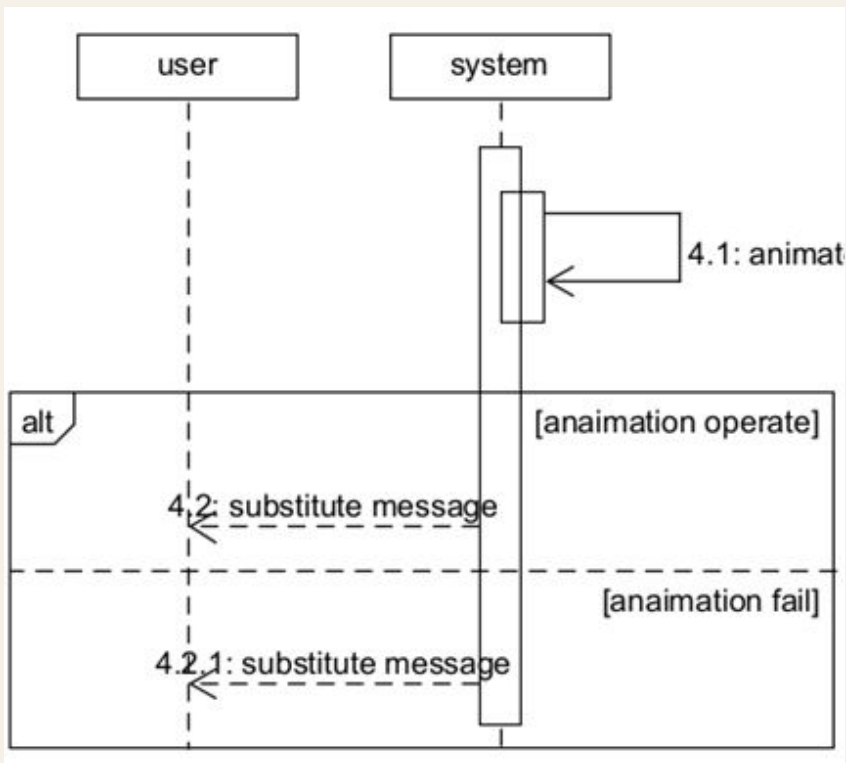 user
system
4.1: animat
alt
[anaimation operate]
4.2: substitute message
[anaimation fail]
4.2.1: substitute message